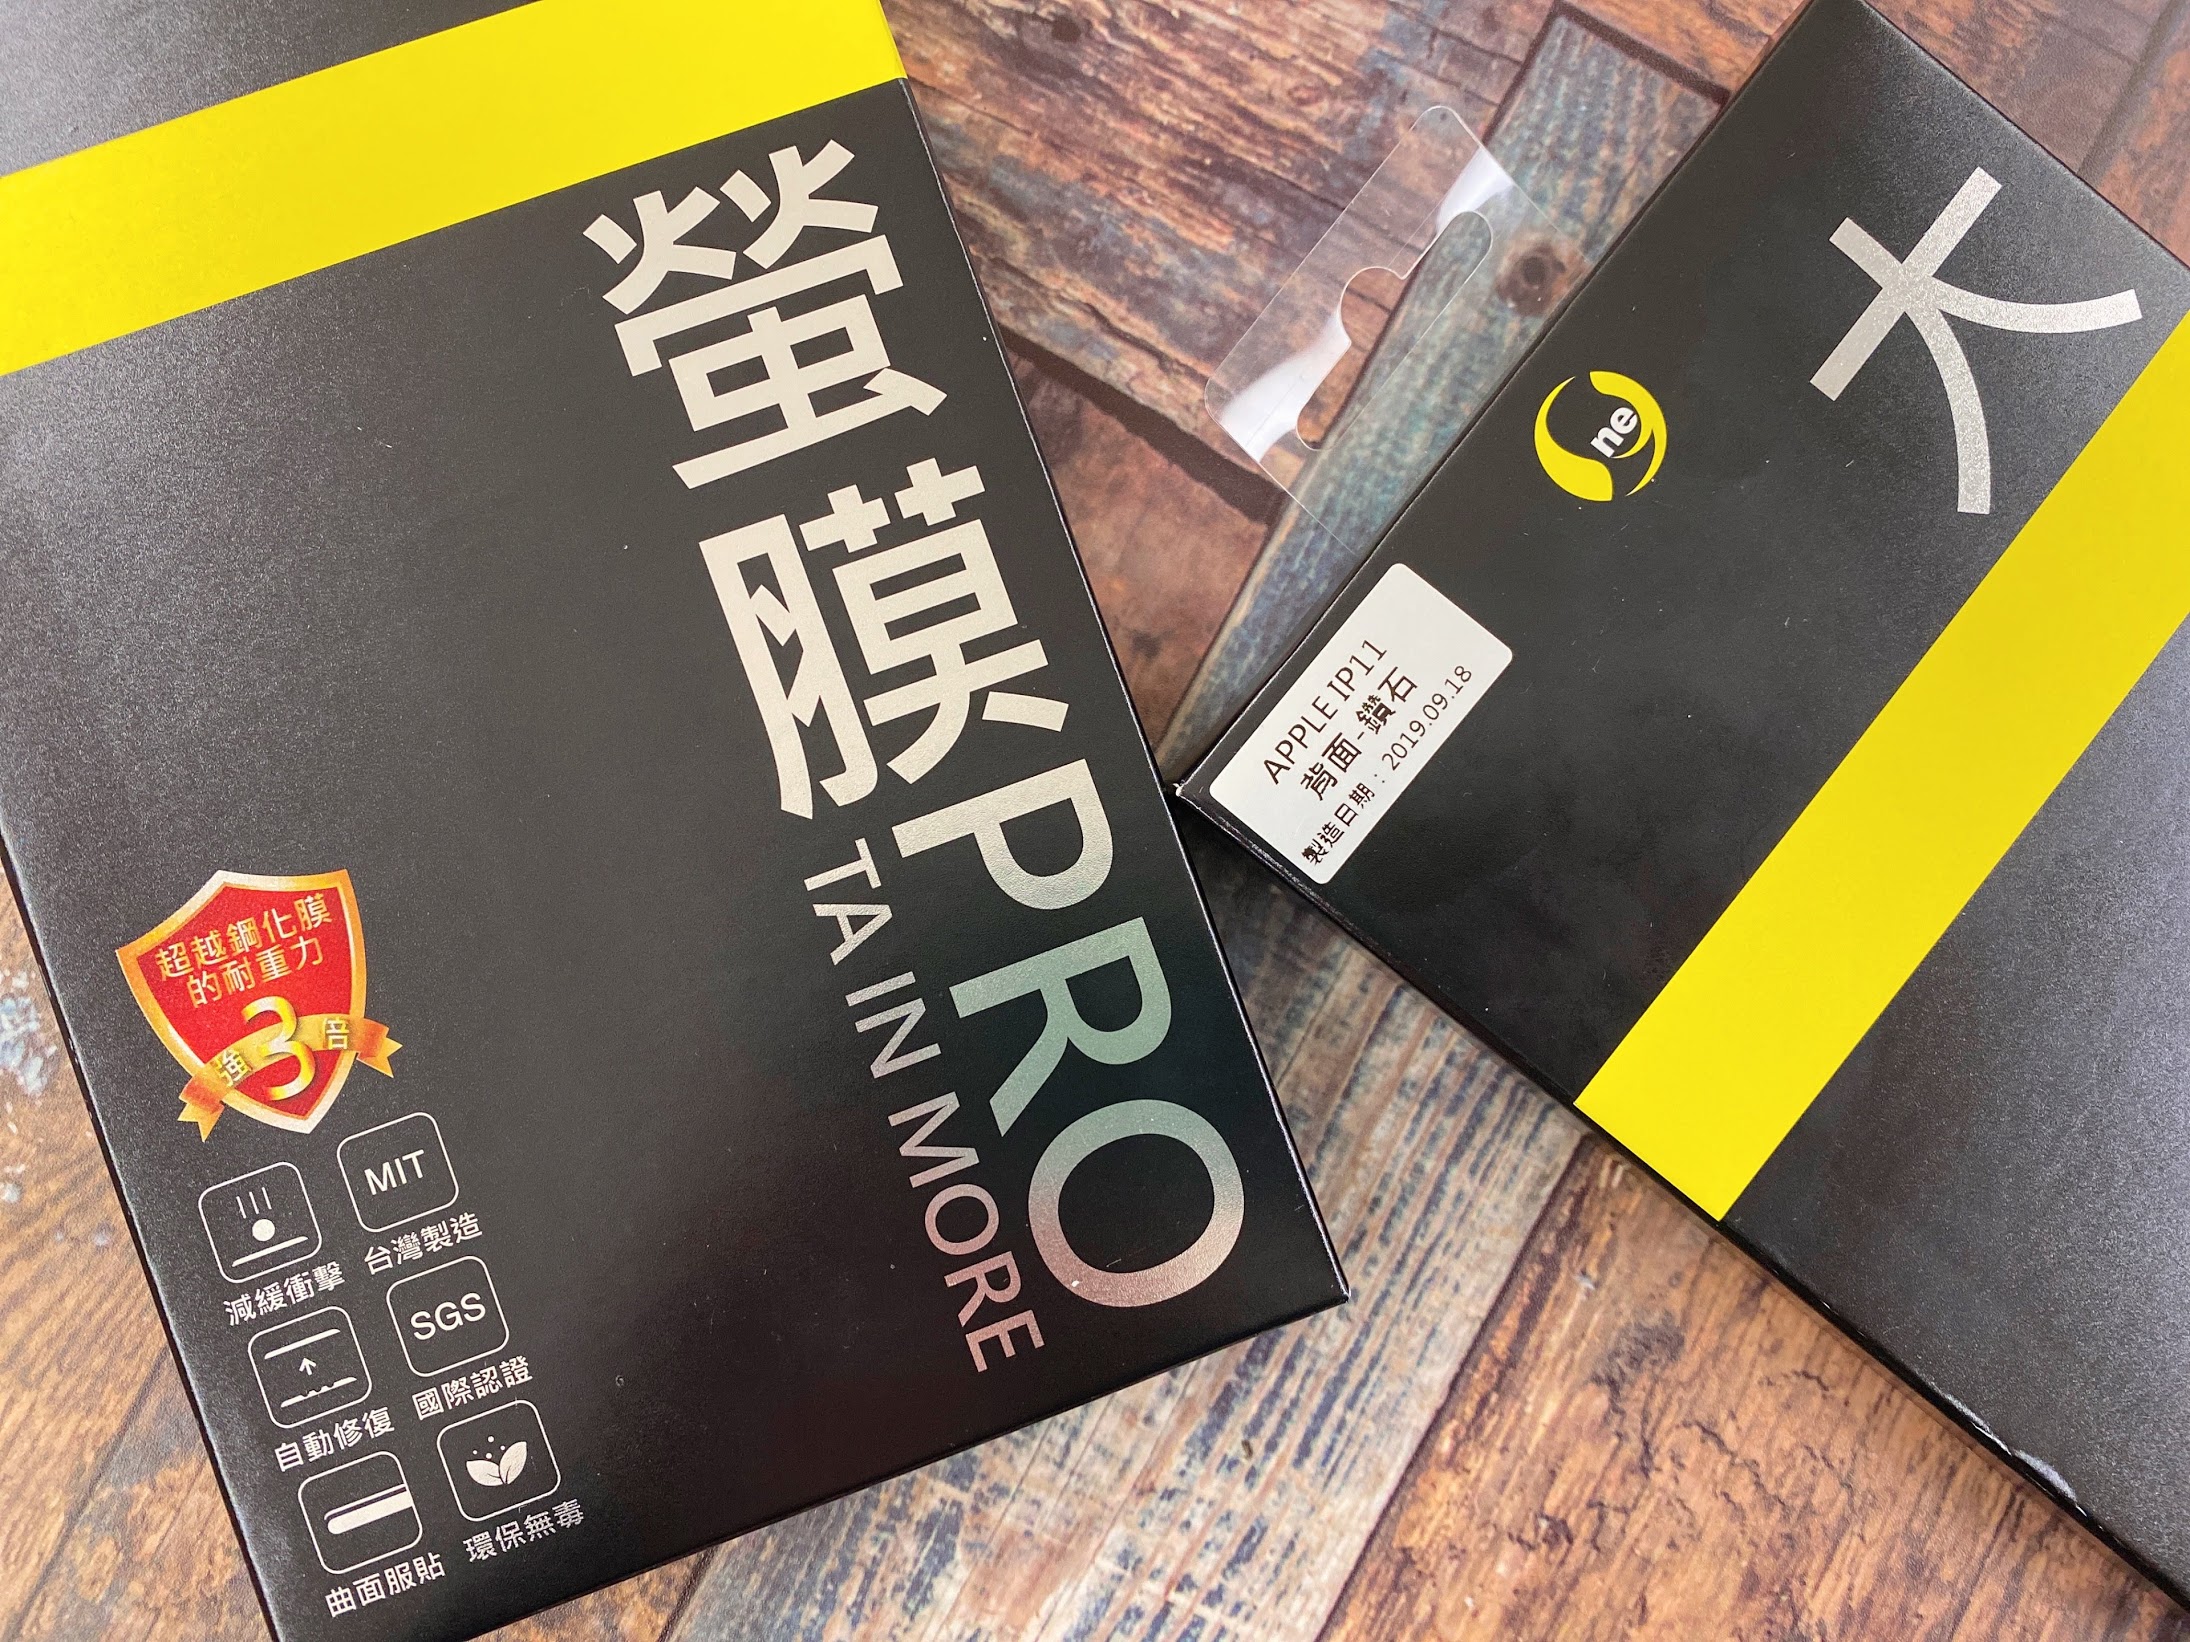 螢膜PRO
TAIN MORE
超越鋼化膜
的耐重力
強3倍
MIT
減緩衝擊
台灣製造
SGS
自動修復
國際認證
曲面服貼
環保無毒
大
ne
APPLE IP11
背面-鑽石
製造日期:2019.09.18